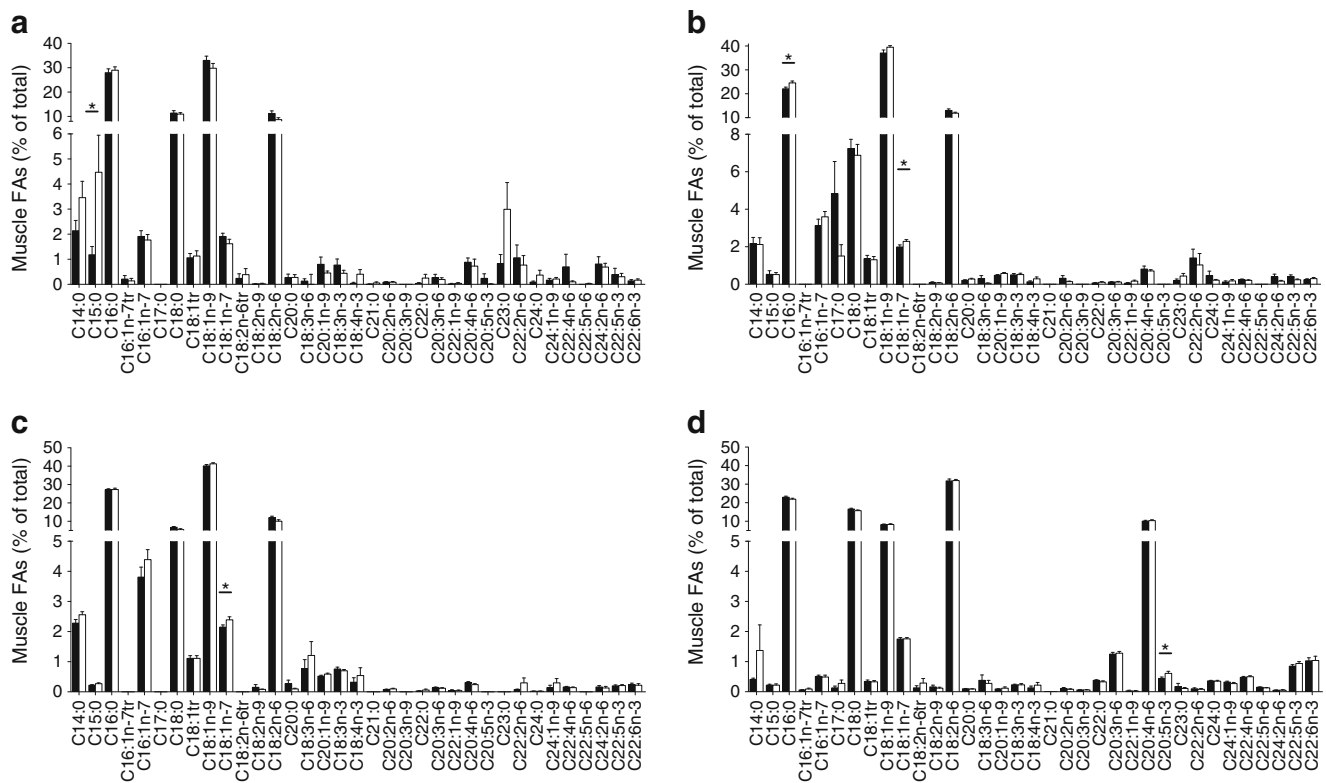 a
Muscle FAs (% of total)
40
30
20
10
6
5
4
3
2
1
0
*
C14:0
C15:0
C16:0
C16:1n-7tr
C16:1n-7
C17:0
C18:0
C18:1tr
C18:1n-9
C18:1n-7
C18:2n-6tr
C18:2n-9
C18:2n-6
C20:0
C18:3n-6
C20:1n-9
C18:3n-3
C18:4n-3
C21:0
C20:2n-6
C20:3n-9
C22:0
C20:3n-6
C22:1n-9
C20:4n-6
C20:5n-3
C23:0
C22:2n-6
C24:0
C24:1n-9
C22:4n-6
C22:5n-6
C24:2n-6
C22:5n-3
C22:6n-3
b
Muscle FAs (% of total)
40
30
20
10
8
6
4
2
0
*
*
C14:0
C15:0
C16:0
C16:1n-7tr
C16:1n-7
C17:0
C18:0
C18:1tr
C18:1n-9
C18:1n-7
C18:2n-6tr
C18:2n-9
C18:2n-6
C20:0
C18:3n-6
C20:1n-9
C18:3n-3
C18:4n-3
C21:0
C20:2n-6
C20:3n-9
C22:0
C20:3n-6
C22:1n-9
C20:4n-6
C20:5n-3
C23:0
C22:2n-6
C24:0
C24:1n-9
C22:4n-6
C22:5n-6
C24:2n-6
C22:5n-3
C22:6n-3
c
Muscle FAs (% of total)
50
40
30
20
10
5
4
3
2
1
0
*
C14:0
C15:0
C16:0
C16:1n-7tr
C16:1n-7
C17:0
C18:0
C18:1tr
C18:1n-9
C18:1n-7
C18:2n-6tr
C18:2n-9
C18:2n-6
C20:0
C18:3n-6
C20:1n-9
C18:3n-3
C18:4n-3
C21:0
C20:2n-6
C20:3n-9
C22:0
C20:3n-6
C22:1n-9
C20:4n-6
C20:5n-3
C23:0
C22:2n-6
C24:0
C24:1n-9
C22:4n-6
C22:5n-6
C24:2n-6
C22:5n-3
C22:6n-3
d
Muscle FAs (% of total)
50
40
30
20
10
5
4
3
2
1
0
*
C14:0
C15:0
C16:0
C16:1n-7tr
C16:1n-7
C17:0
C18:0
C18:1tr
C18:1n-9
C18:1n-7
C18:2n-6tr
C18:2n-9
C18:2n-6
C20:0
C18:3n-6
C20:1n-9
C18:3n-3
C18:4n-3
C21:0
C20:2n-6
C20:3n-9
C22:0
C20:3n-6
C22:1n-9
C20:4n-6
C20:5n-3
C23:0
C22:2n-6
C24:0
C24:1n-9
C22:4n-6
C22:5n-6
C24:2n-6
C22:5n-3
C22:6n-3